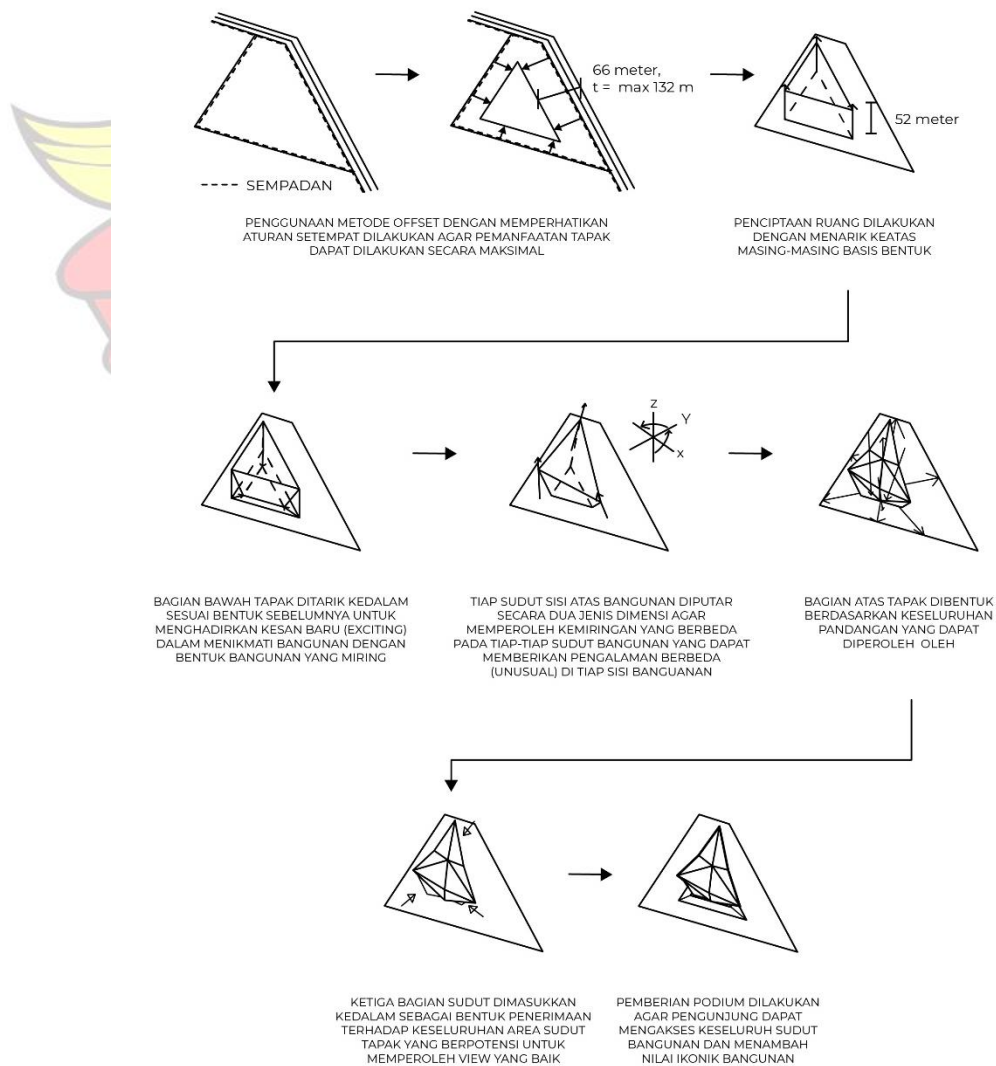 66 meter,
t = max 132 m
52 meter
SEMPADAN
PENGGUNAAN METODE OFFSET DENGAN MEMPERHATIKAN
ATURAN SETEMPAT DILAKUKAN AGAR PEMANFAATAN TAPAK
DAPAT DILAKUKAN SECARA MAKSIMAL
PENCIPTAAN RUANG DILAKUKAN
DENGAN MENARIK KEATAS
MASING-MASING BASIS BENTUK
Z
Y
x
BAGIAN BAWAH TAPAK DITARIK KEDALAM
SESUAI BENTUK SEBELUMNYA UNTUK
MENGHADIRKAN KESAN BARU (EXCITING)
DALAM MENIKMATI BANGUNAN DENGAN
BENTUK BANGUNAN YANG MIRING
TIAP SUDUT SISI ATAS BANGUNAN DIPUTAR
SECARA DUA JENIS DIMENSI AGAR
MEMPEROLEH KEMIRINGAN YANG BERBEDA
PADA TIAP-TIAP SUDUT BANGUNAN YANG DAPAT
MEMBERIKAN PENGALAMAN BERBEDA
(UNUSUAL) DI TIAP SISI BANGUANAN
BAGIAN ATAS TAPAK DIBENTUK
BERDASARKAN KESELURUHAN
PANDANGAN YANG DAPAT
DIPEROLEH OLEH
KETIGA BAGIAN SUDUT DIMASUKKAN
KEDALAM SEBAGAI BENTUK PENERIMAAN
TERHADAP KESELURUHAN AREA SUDUT
TAPAK YANG BERPOTENSI UNTUK
MEMPEROLEH VIEW YANG BAIK
PEMBERIAN PODIUM DILAKUKAN
AGAR PENGUNJUNG DAPAT
MENGAKSES KESELURUH SUDUT
BANGUNAN DAN MENAMBAH
NILAI IKONIK BANGUNAN